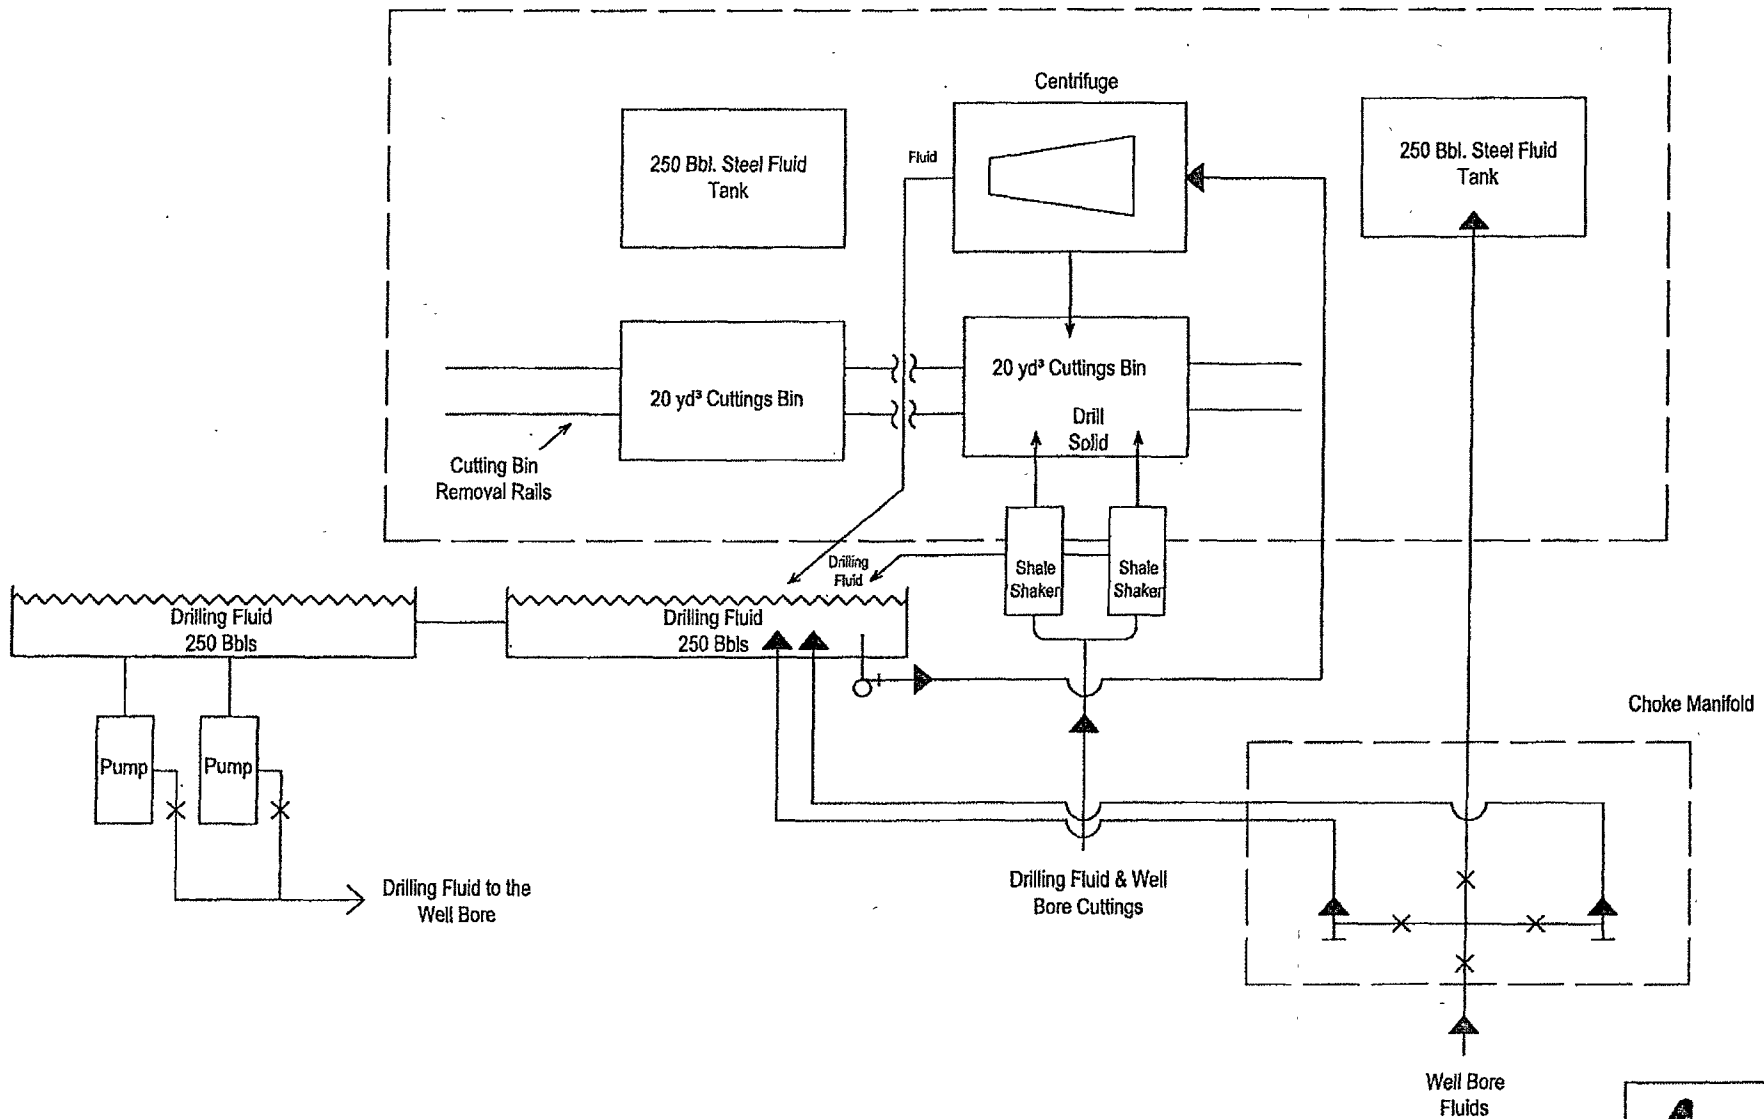 Centrifuge
250 Bbl. Steel Fluid
Tank
Fluid
250 Bbl. Steel Fluid
Tank
20 yd³ Cuttings Bin
20 yd³ Cuttings Bin
Drill
Solid
Cutting Bin
Removal Rails
Drilling
Fluid
Shale
Shaker
Shale
Shaker
Drilling Fluid
250 Bbls
Drilling Fluid
250 Bbls
Choke Manifold
Pump
Pump
Drilling Fluid to the
Well Bore
Drilling Fluid & Well
Bore Cuttings
Well Bore
Fluids